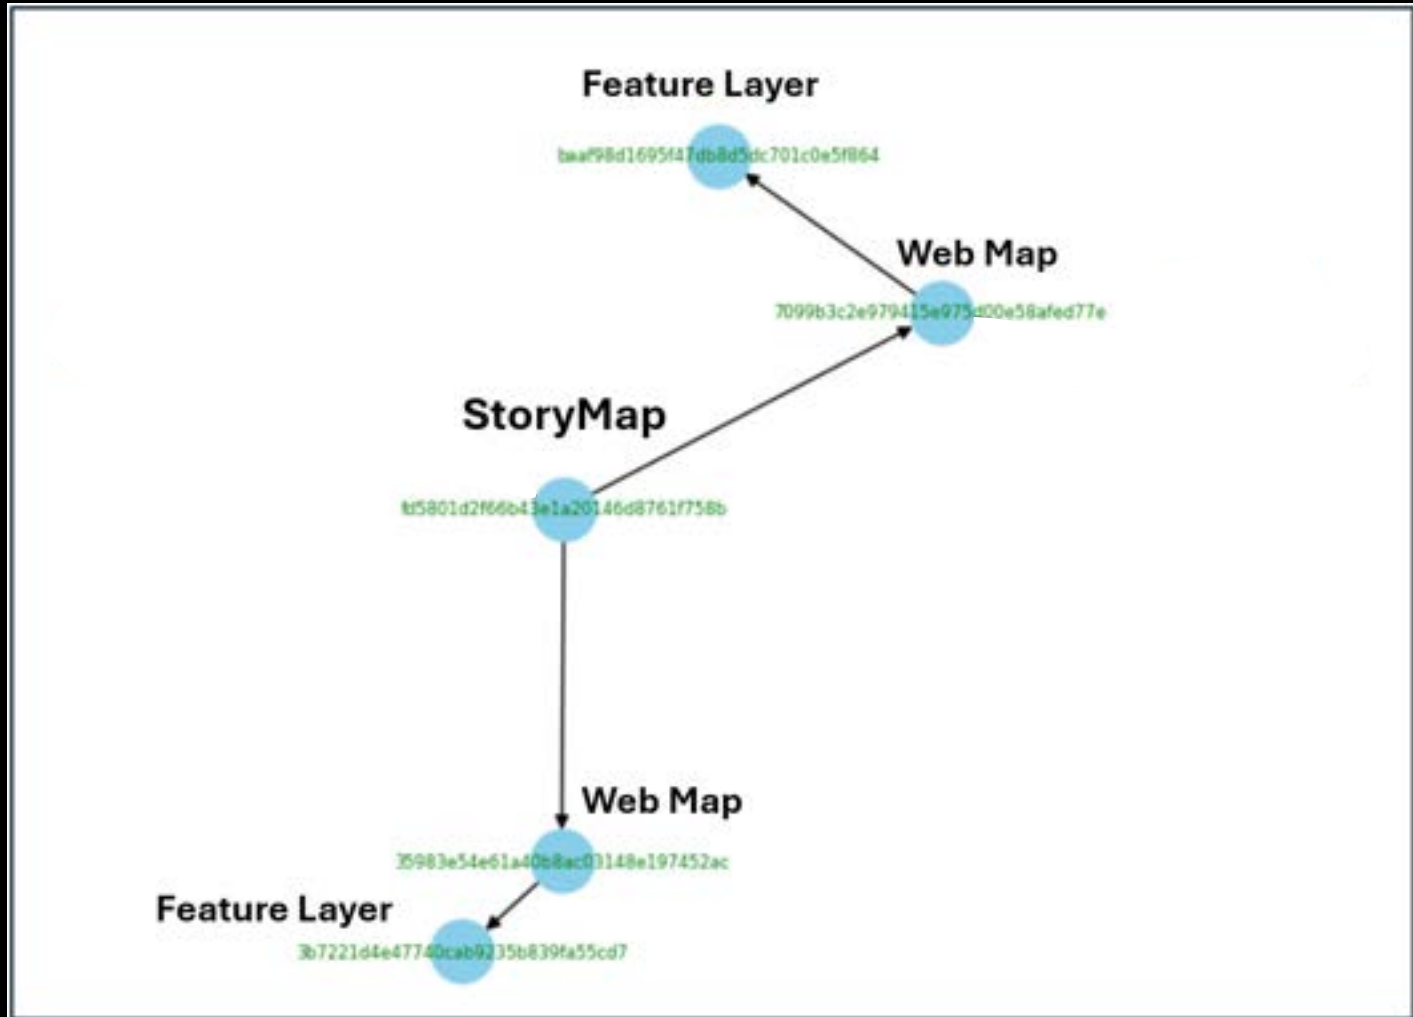 Feature Layer
baaf98d1695f47db8d5dc701c0e5f864
Web Map
7099b3c2e979415e975d00e58afed77e
StoryMap
fd5801d2f66b43e1a20146d8761f758b
Web Map
35983e54e61a40b8ac03148e197452ac
Feature Layer
3b7221d4e47740cab9235b839fa55cd7